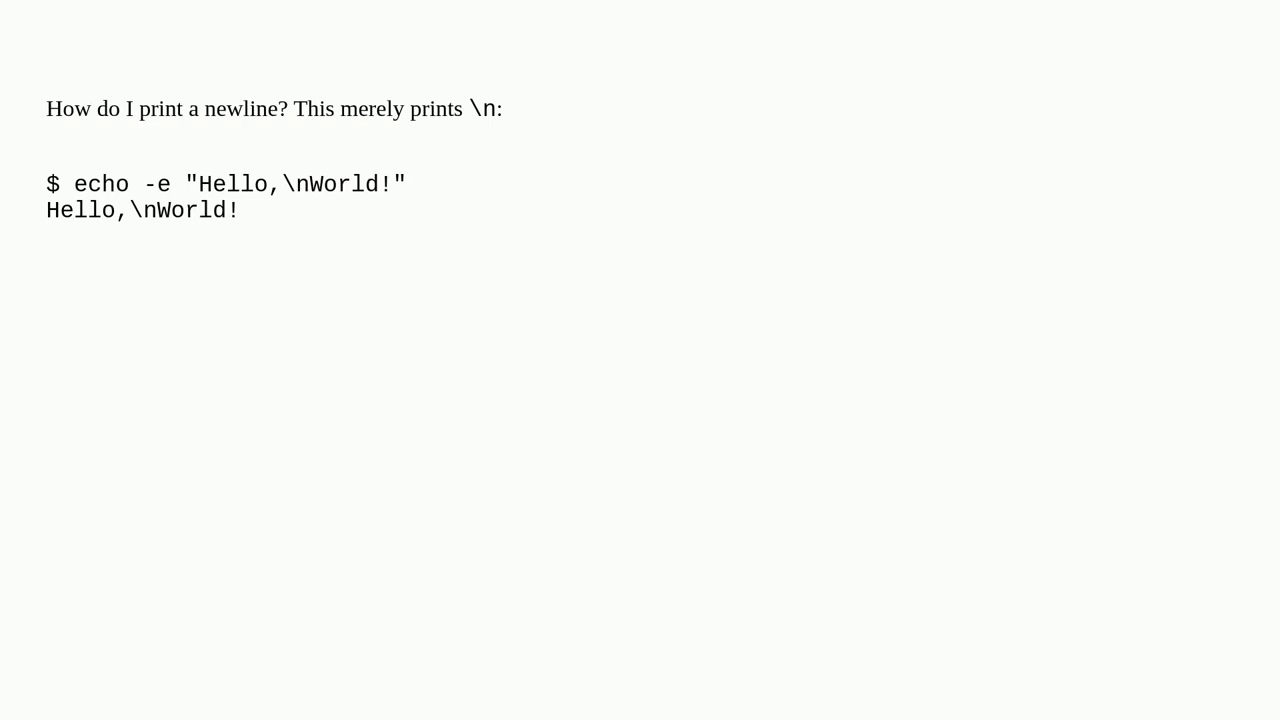 How do I print a newline? This merely prints \n:
$ echo -e "Hello,\nWorld!"
Hello,\nWorld!